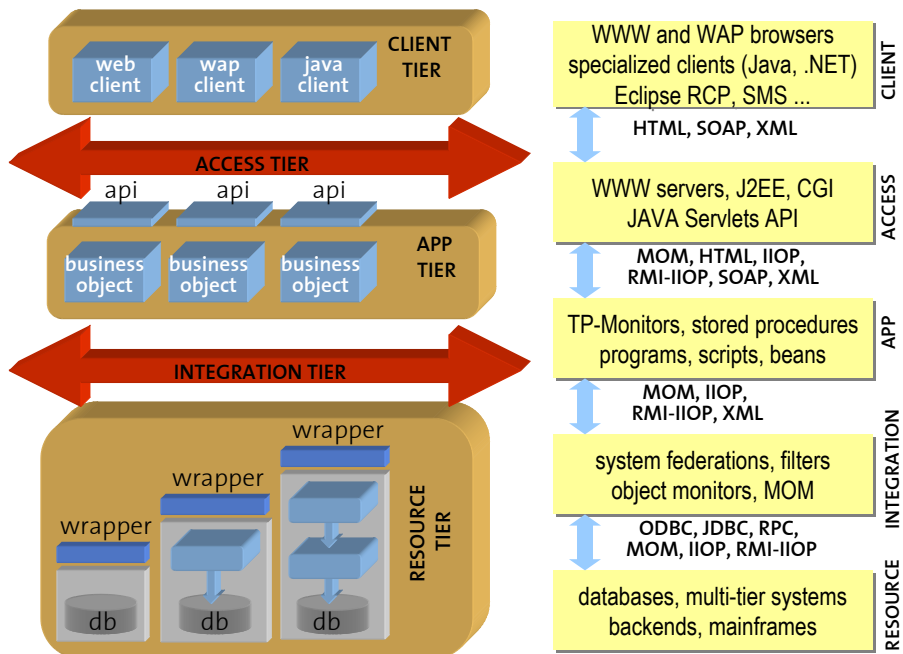 CLIENT
TIER
web
client
wap
client
java
client
ACCESS TIER
api
api
api
APP
TIER
business
object
business
object
business
object
INTEGRATION TIER
wrapper
wrapper
wrapper
RESOURCE
TIER
db
db
db
WWW and WAP browsers
specialized clients (Java, .NET)
Eclipse RCP, SMS ...
CLIENT
HTML, SOAP, XML
WWW servers, J2EE, CGI
JAVA Servlets API
ACCESS
MOM, HTML, IIOP,
RMI-IIOP, SOAP, XML
TP-Monitors, stored procedures
programs, scripts, beans
APP
MOM, IIOP,
RMI-IIOP, XML
system federations, filters
object monitors, MOM
INTEGRATION
ODBC, JDBC, RPC,
MOM, IIOP, RMI-IIOP
databases, multi-tier systems
backends, mainframes
RESOURCE